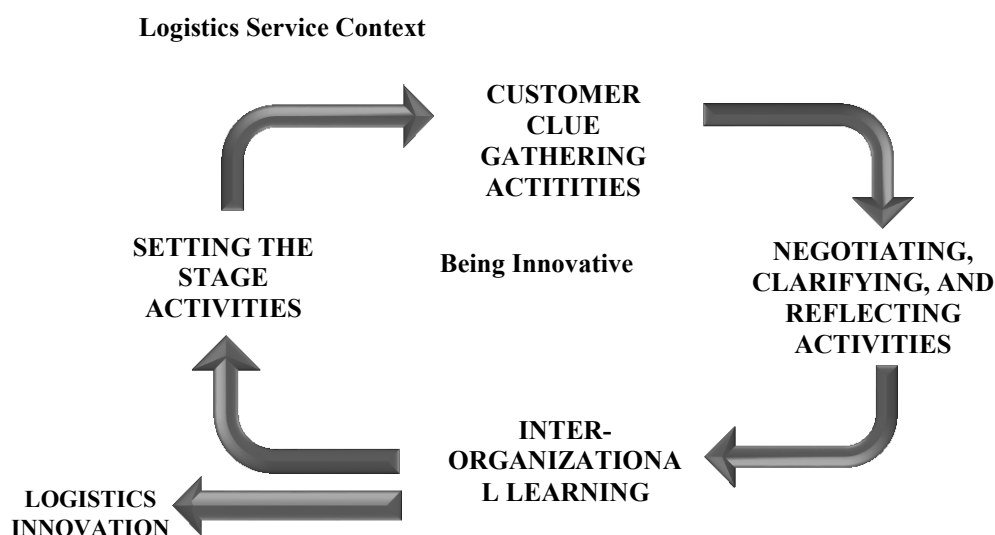 Logistics Service Context
CUSTOMER
CLUE
GATHERING
ACTITITIES
SETTING THE
STAGE
ACTIVITIES
Being Innovative
NEGOTIATING,
CLARIFYING, AND
REFLECTING
ACTIVITIES
INTER-
ORGANIZATIONA
L LEARNING
LOGISTICS
INNOVATION